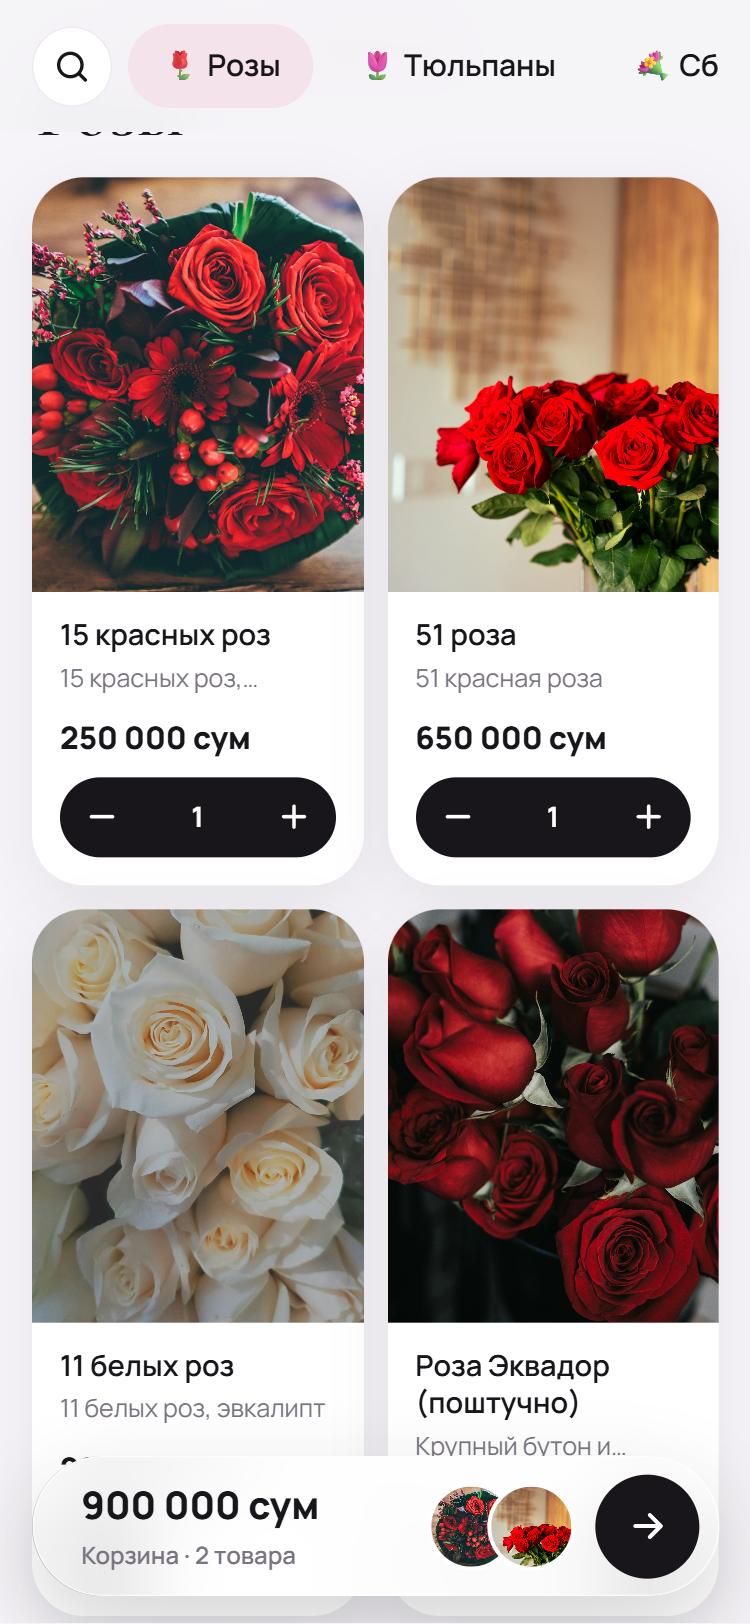 Розы
Тюльпаны
Сб
Розы
15 красных роз
15 красных роз,...
250 000 сум
1
51 роза
51 красная роза
650 000 сум
1
11 белых роз
11 белых роз, эвкалипт
Роза Эквадор
(поштучно)
Крупный бутон и...
900 000 сум
Корзина · 2 товара